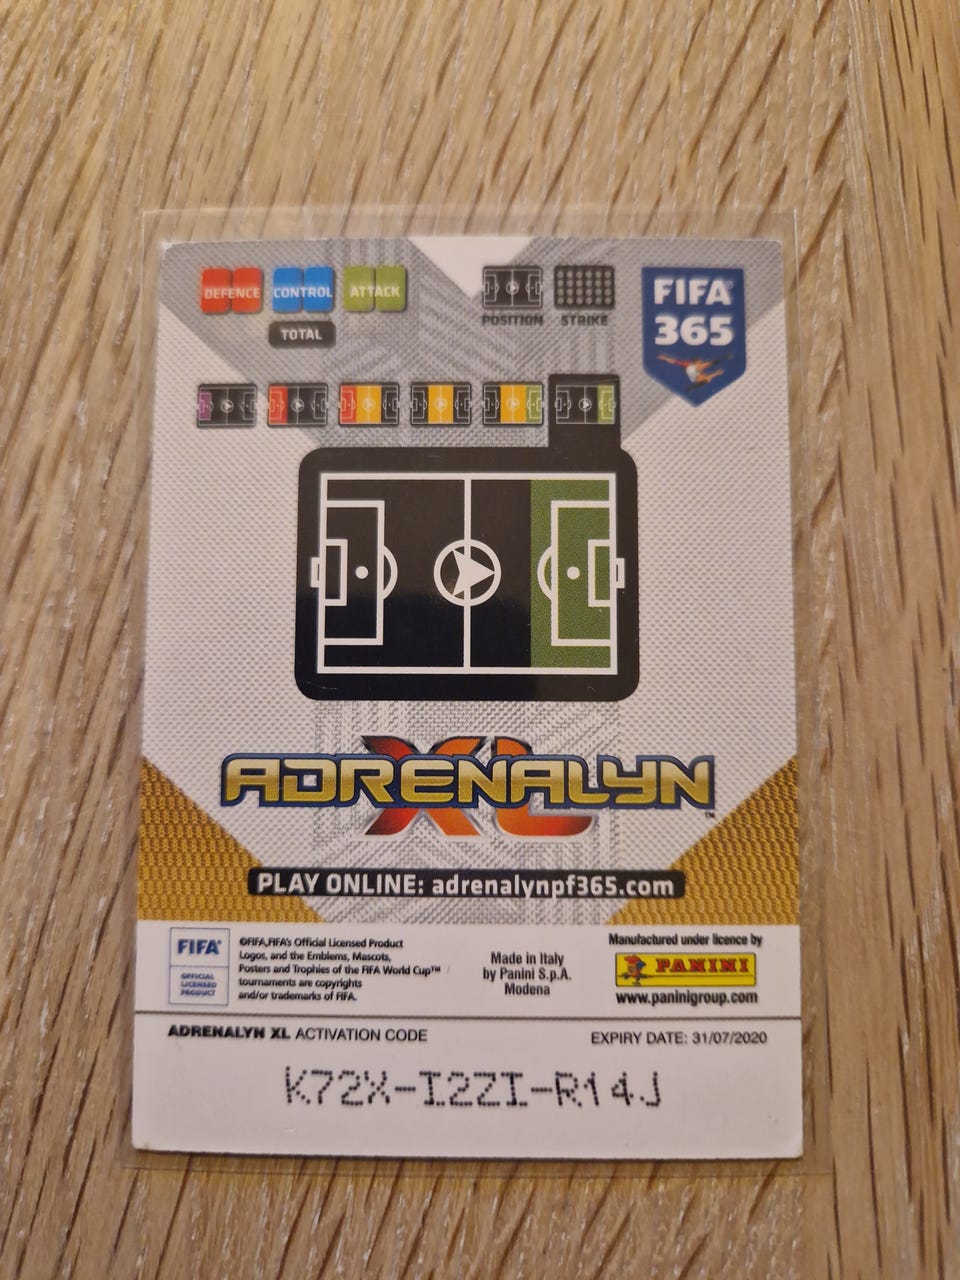 DEFENCE CONTROL ATTACK
TOTAL
POSITION STRIKE
FIFA
365
ADRENALYN
XL
™
PLAY ONLINE: adrenalynpf365.com
FIFA®
OFFICIAL
LICENSED
PRODUCT
©FIFA,FIFA's Official Licensed Product
Logos, and the Emblems, Mascots,
Posters and Trophies of the FIFA World Cup™
tournaments are copyrights
and/or trademarks of FIFA.
Made in Italy
by Panini S.p.A.
Modena
Manufactured under licence by
PANINI
www.paninigroup.com
ADRENALYN XL ACTIVATION CODE
EXPIRY DATE: 31/07/2020
K72X-I2ZI-R14J